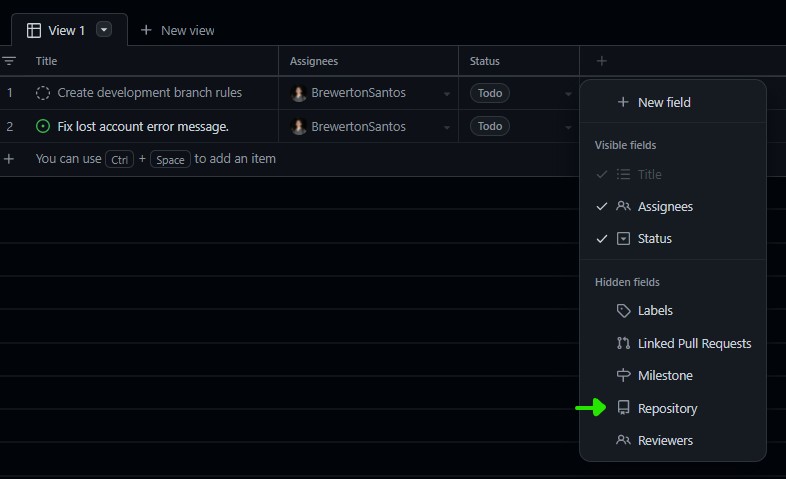 View 1
New view
Title Assignees Status
1 Create development branch rules BrewertonSantos Todo
2 Fix lost account error message. BrewertonSantos Todo
You can use Ctrl + Space to add an item
New field
Visible fields
Title
Assignees
Status
Hidden fields
Labels
Linked Pull Requests
Milestone
Repository
Reviewers